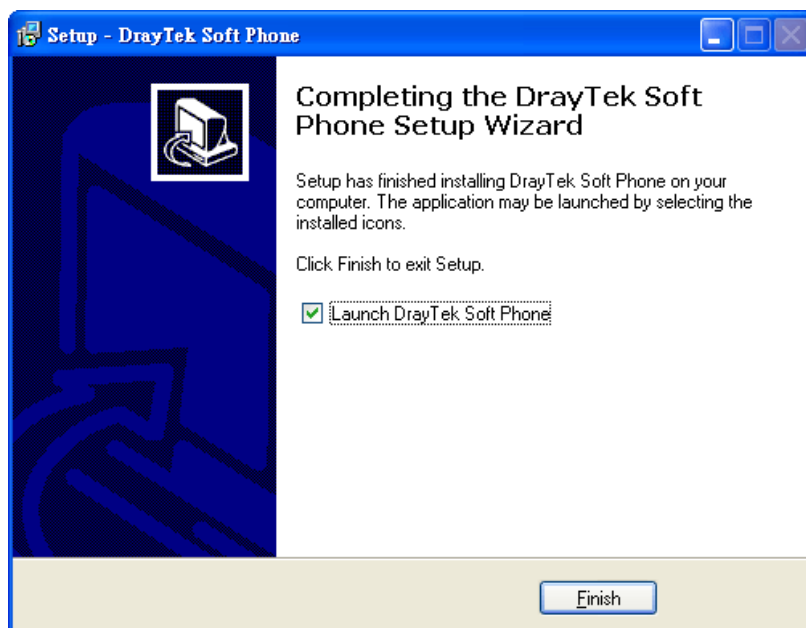 Setup - DrayTek Soft Phone
Completing the DrayTek Soft
Phone Setup Wizard
Setup has finished installing DrayTek Soft Phone on your
computer. The application may be launched by selecting the
installed icons.
Click Finish to exit Setup.
Launch DrayTek Soft Phone
Finish